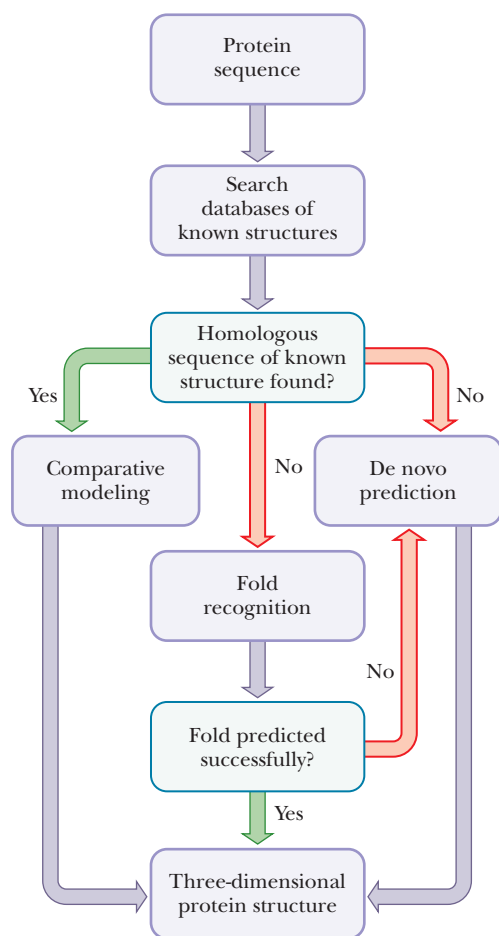 Protein
sequence
Search
databases of
known structures
Homologous
sequence of known
structure found?
Yes
No
No
Comparative
modeling
De novo
prediction
Fold
recognition
No
Fold predicted
successfully?
Yes
Three-dimensional
protein structure